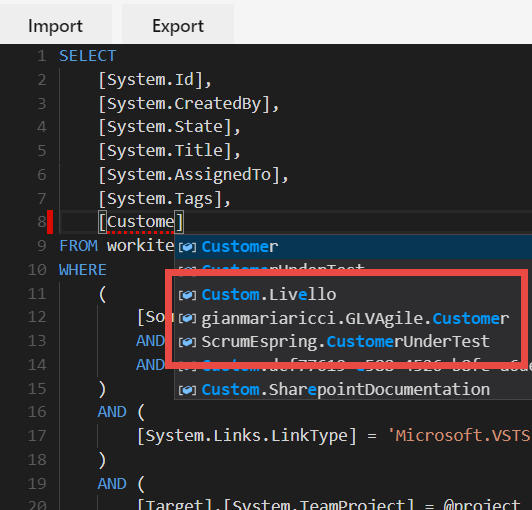 Import Export
1 SELECT
2 [System.Id],
3 [System.CreatedBy],
4 [System.State],
5 [System.Title],
6 [System.AssignedTo],
7 [System.Tags],
8 [Custome]
Customer
9 FROM workite
CustomerUnderTest
10 WHERE
Custom.Livello
11 (
gianmariaricci.GLVAgile.Customer
12 [Sou
ScrumEspring.CustomerUnderTest
13 AND
14 AND
Custom.SharepointDocumentation
15 )
16 AND (
17 [System.Links.LinkType] = 'Microsoft.VSTS
18 )
19 AND (
20 [Target].[System.TeamProject] = @project